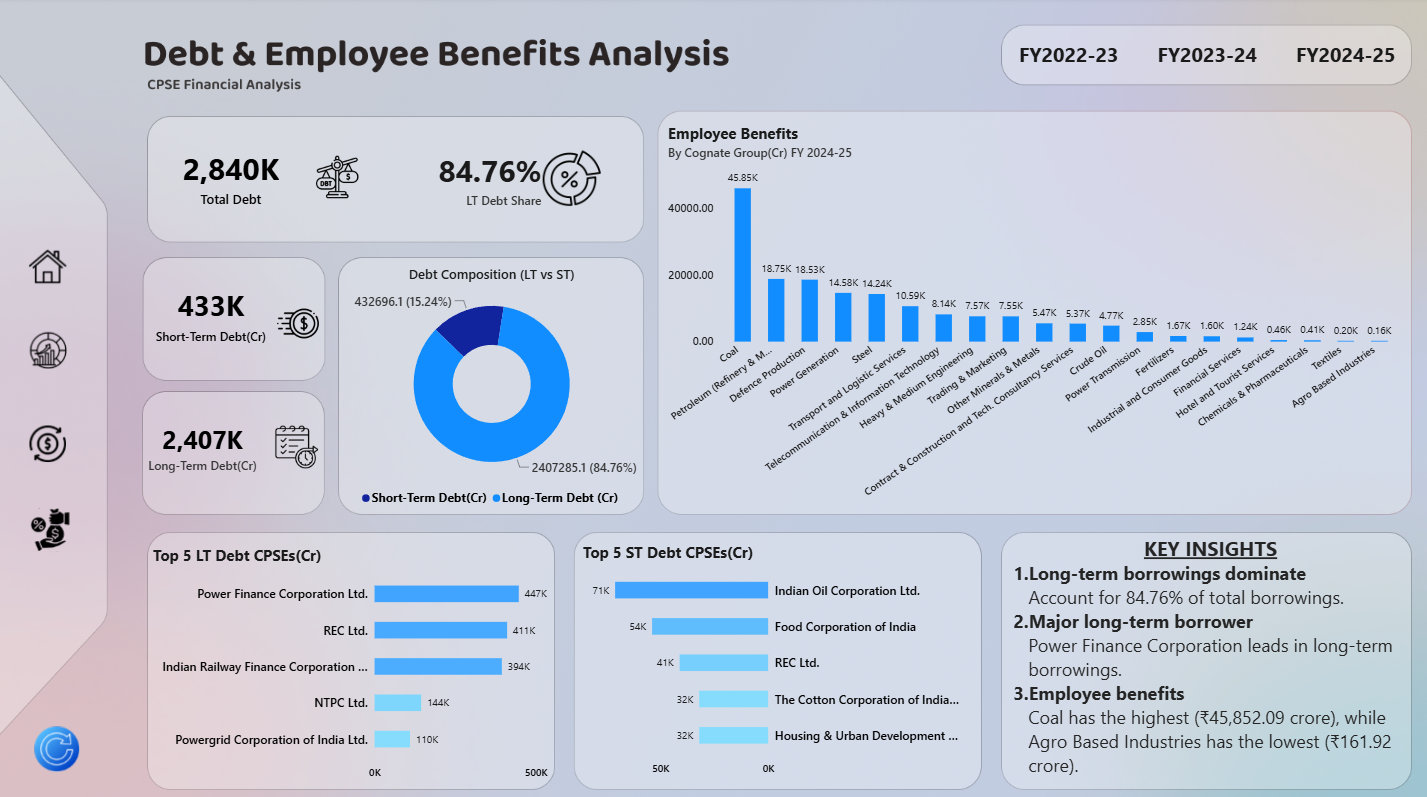 Debt & Employee Benefits Analysis
CPSE Financial Analysis
FY2022-23 FY2023-24 FY2024-25
2,840K
Total Debt
DBT $
84.76%
LT Debt Share
%
433K
Short-Term Debt(Cr)
$
2,407K
Long-Term Debt(Cr)
Debt Composition (LT vs ST)
432696.1 (15.24%)
2407285.1 (84.76%)
Short-Term Debt(Cr) Long-Term Debt (Cr)
Employee Benefits
By Cognate Group(Cr) FY 2024-25
40000.00
20000.00
0.00
45.85K
18.75K
18.53K
14.58K
14.24K
10.59K
8.14K
7.57K
7.55K
5.47K
5.37K
4.77K
2.85K
1.67K
1.60K
1.24K
0.46K
0.41K
0.20K
0.16K
Coal
Petroleum (Refinery & M...
Defence Production
Power Generation
Steel
Transport and Logistic Services
Telecommunication & Information Technology
Heavy & Medium Engineering
Trading & Marketing
Other Minerals & Metals
Contract & Construction and Tech. Consultancy Services
Crude Oil
Power Transmission
Fertilizers
Industrial and Consumer Goods
Financial Services
Hotel and Tourist Services
Chemicals & Pharmaceuticals
Textiles
Agro Based Industries
Top 5 LT Debt CPSEs(Cr)
Power Finance Corporation Ltd. 447K
REC Ltd. 411K
Indian Railway Finance Corporation ... 394K
NTPC Ltd. 144K
Powergrid Corporation of India Ltd. 110K
0K 500K
Top 5 ST Debt CPSEs(Cr)
71K Indian Oil Corporation Ltd.
54K Food Corporation of India
41K REC Ltd.
32K The Cotton Corporation of India...
32K Housing & Urban Development ...
50K 0K
KEY INSIGHTS
1.Long-term borrowings dominate
Account for 84.76% of total borrowings.
2.Major long-term borrower
Power Finance Corporation leads in long-term
borrowings.
3.Employee benefits
Coal has the highest (₹45,852.09 crore), while
Agro Based Industries has the lowest (₹161.92
crore).